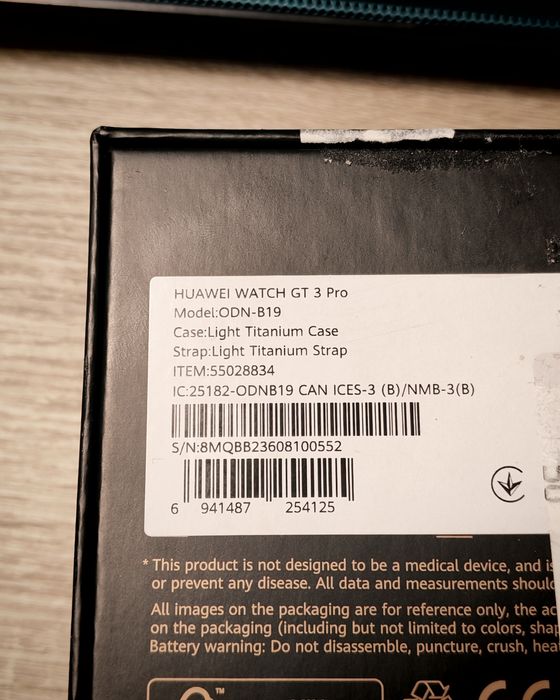 HUAWEI WATCH GT 3 Pro
Model:ODN-B19
Case:Light Titanium Case
Strap:Light Titanium Strap
ITEM:55028834
IC:25182-ODNB19 CAN ICES-3 (B)/NMB-3(B)
S/N:8MQBB23608100552
6 941487 254125
* This product is not designed to be a medical device, and is
or prevent any disease. All data and measurements should
All images on the packaging are for reference only, the
on the packaging (including but not limited to colors,
Battery warning: Do not disassemble, puncture, crush,
TM
CE